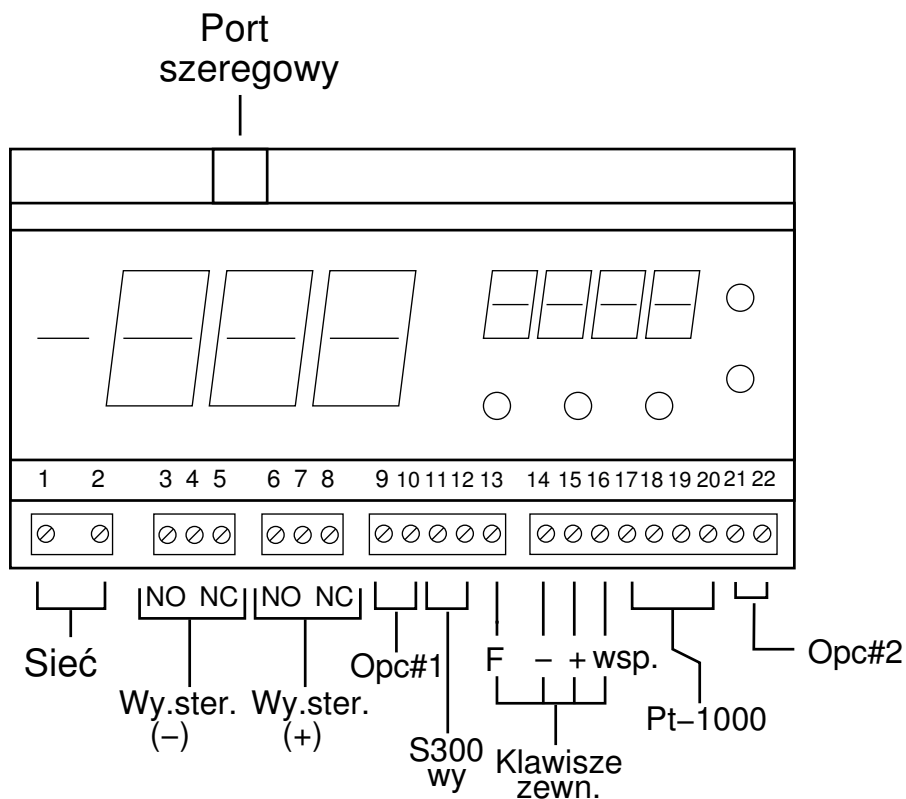 Port
szeregowy
1 2 3 4 5 6 7 8 9 10 11 12 13 14 15 16 17 18 19 20 21 22
NO NC NO NC
Sieć
Opc#1
F – + wsp.
Opc#2
Wy.ster.
(–)
Wy.ster.
(+)
Pt–1000
S300
wy
Klawisze
zewn.